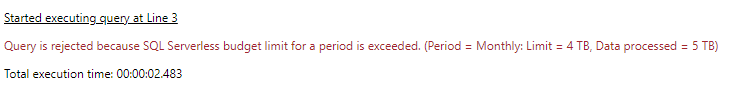 Started executing query at Line 3
Query is rejected because SQL Serverless budget limit for a period is exceeded. (Period = Monthly: Limit = 4 TB, Data processed = 5 TB)
Total execution time: 00:00:02.483